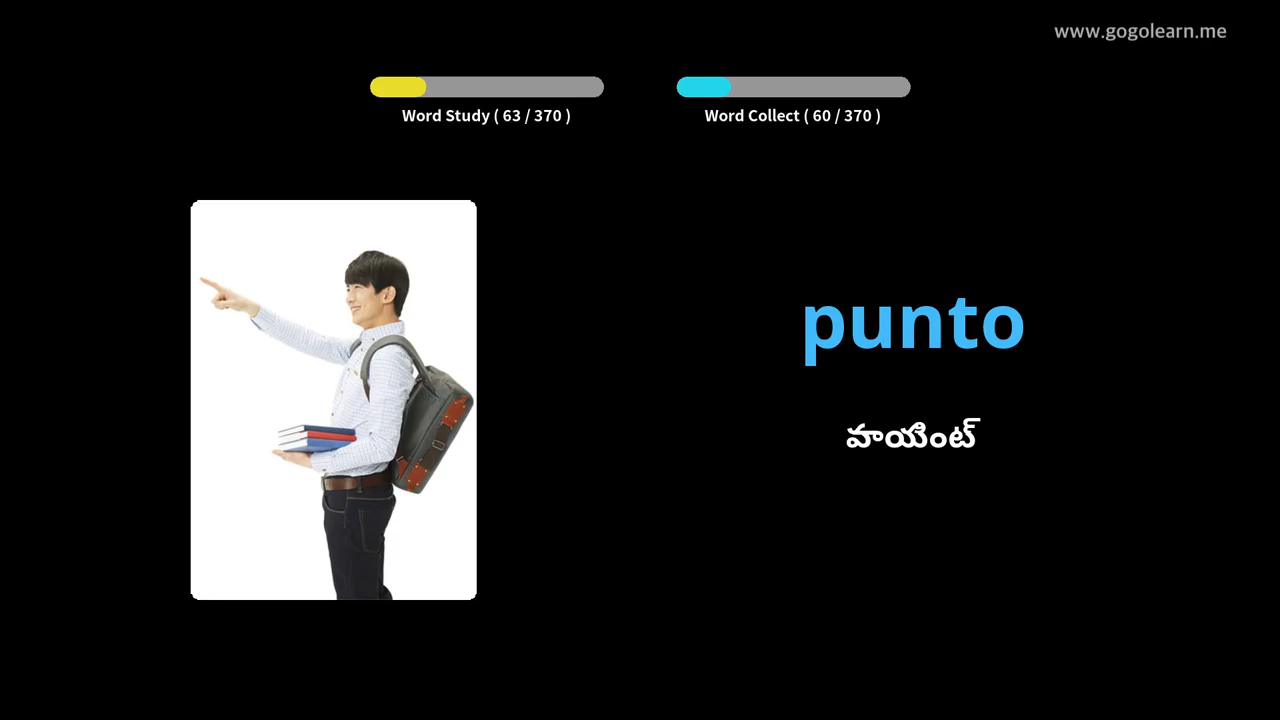 www.gogolearn.me
Word Study ( 63 / 370 )
Word Collect ( 60 / 370 )
punto
పాయింట్